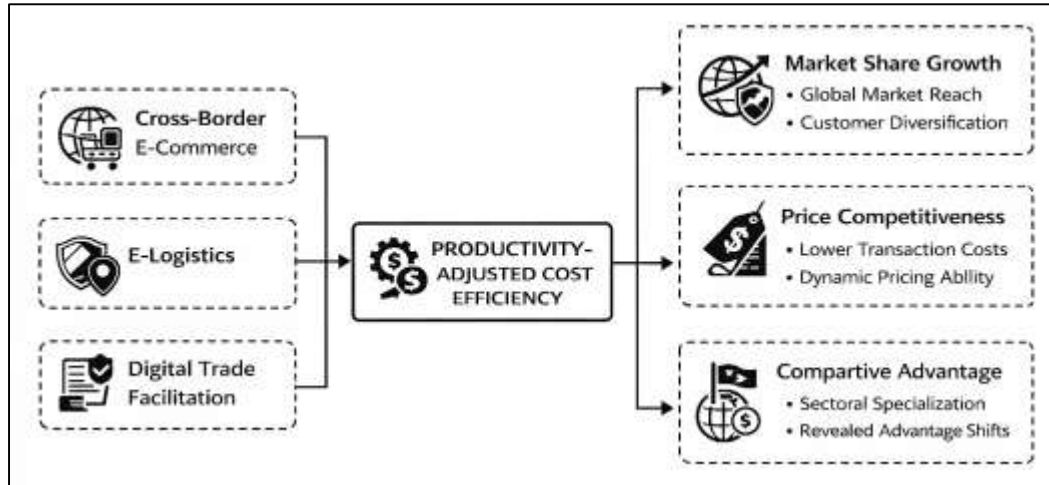 Cross-Border
E-Commerce
E-Logistics
Digital Trade
Facilitation
PRODUCTIVITY-
ADJUSTED COST
EFFICIENCY
Market Share Growth
• Global Market Reach
• Customer Diversification
Price Competitiveness
• Lower Transaction Costs
• Dynamic Pricing Ability
Compartive Advantage
• Sectoral Specialization
• Revealed Advantage Shifts